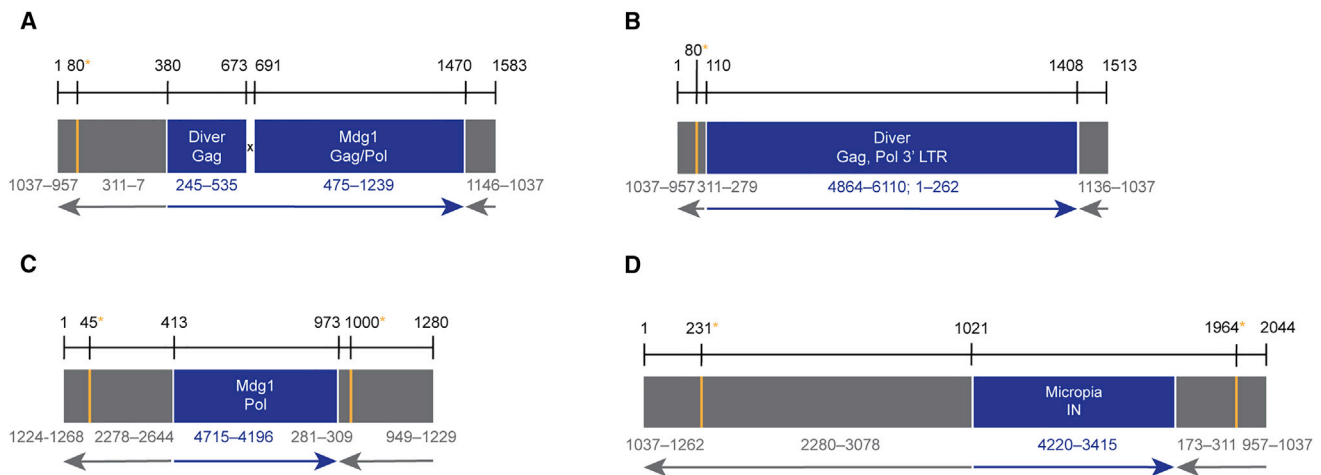 A
1 80* 380 673 691 1470 1583
Diver
Gag
x
Mdg1
Gag/Pol
1037–957 311–7 245–535 475–1239 1146–1037
B
1 80* 110 1408 1513
Diver
Gag, Pol 3' LTR
1037–957 311–279 4864–6110; 1–262 1136–1037
C
1 45* 413 973 1000* 1280
Mdg1
Pol
1224-1268 2278–2644 4715–4196 281–309 949–1229
D
1 231* 1021 1964* 2044
Micropia
IN
1037–1262 2280–3078 4220–3415 173–311 957–1037